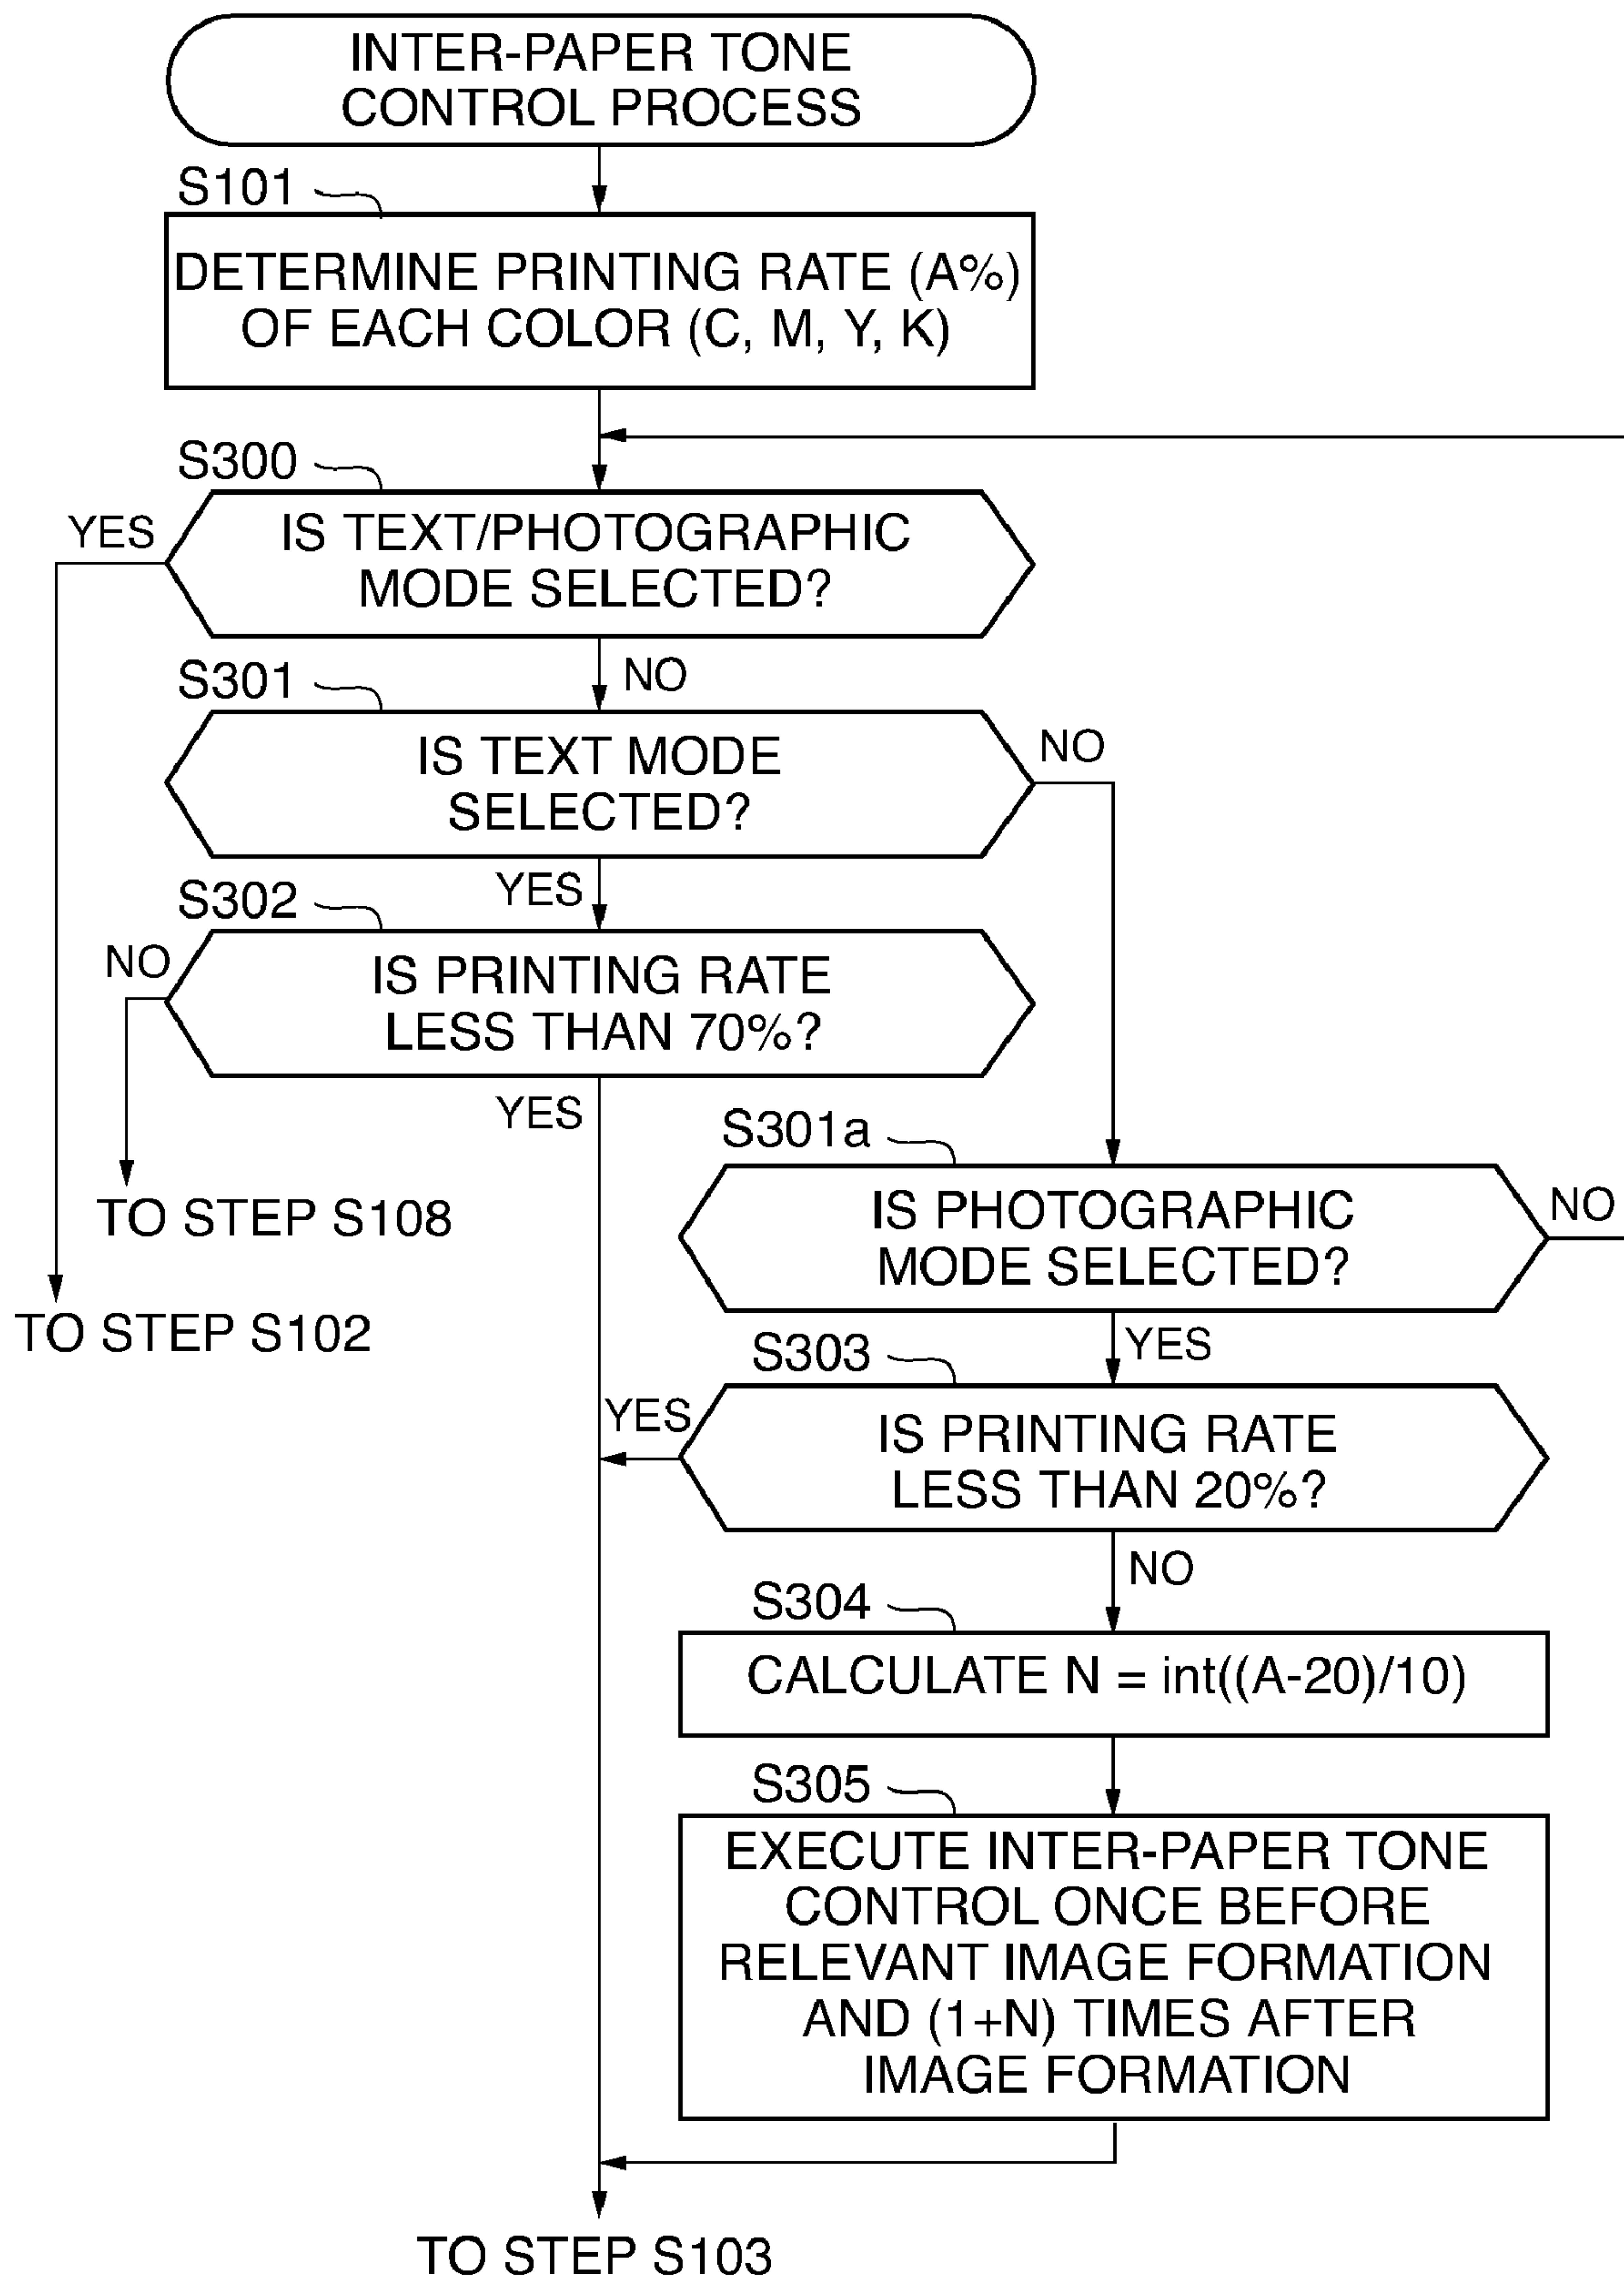 INTER-PAPER TONE
CONTROL PROCESS
S101
DETERMINE PRINTING RATE (A%)
OF EACH COLOR (C, M, Y, K)
S300
YES
IS TEXT/PHOTOGRAPHIC
MODE SELECTED?
NO
S301
IS TEXT MODE
SELECTED?
NO
YES
S302
NO
IS PRINTING RATE
LESS THAN 70%?
YES
S301a
TO STEP S108
IS PHOTOGRAPHIC
MODE SELECTED?
NO
TO STEP S102
YES
S303
YES
IS PRINTING RATE
LESS THAN 20%?
NO
S304
CALCULATE N = int((A-20)/10)
S305
EXECUTE INTER-PAPER TONE
CONTROL ONCE BEFORE
RELEVANT IMAGE FORMATION
AND (1+N) TIMES AFTER
IMAGE FORMATION
TO STEP S103